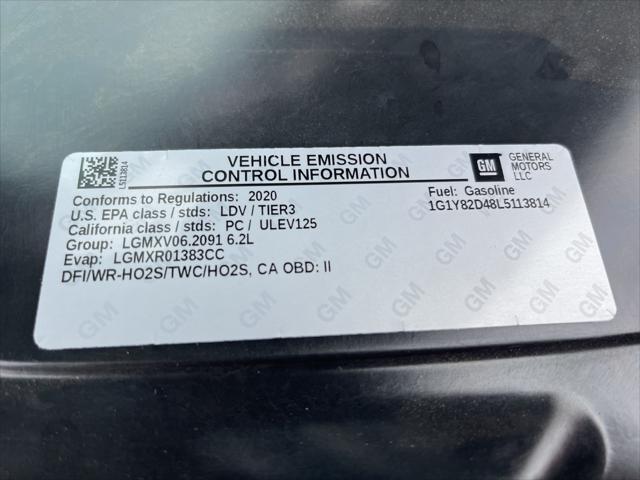 L5113814
VEHICLE EMISSION
CONTROL INFORMATION
GM
GENERAL
MOTORS
LLC
Conforms to Regulations: 2020
U.S. EPA class / stds: LDV / TIER3
California class / stds: PC / ULEV125
Group: LGMXV06.2091 6.2L
Evap: LGMXR01383CC
DFI/WR-HO2S/TWC/HO2S, CA OBD: II
Fuel: Gasoline
1G1Y82D48L5113814